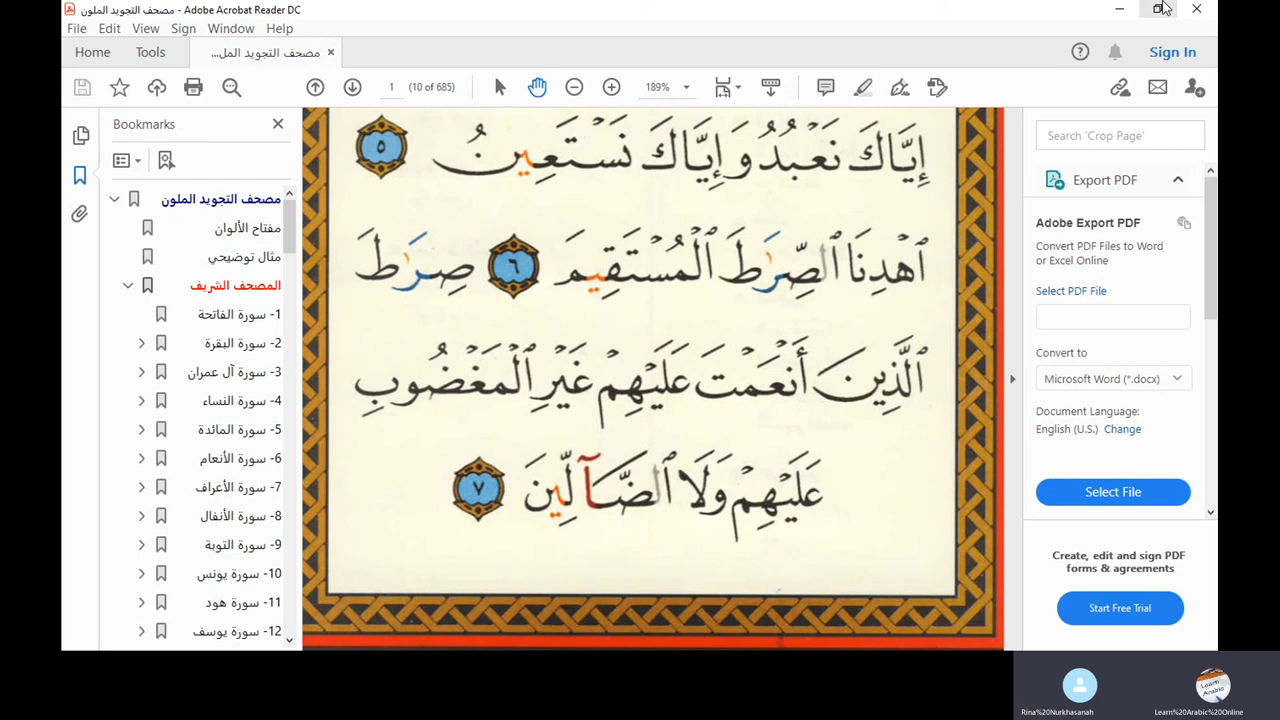 مصحف التجويد الملون - Adobe Acrobat Reader DC
File Edit View Sign Window Help
Home Tools مصحف التجويد المل... × Sign In
1 (10 of 685) 189%
Bookmarks
مصحف التجويد الملون
مفتاح الألوان
مثال توضيحي
المصحف الشريف
1- سورة الفاتحة
2- سورة البقرة
3- سورة آل عمران
4- سورة النساء
5- سورة المائدة
6- سورة الأنعام
7- سورة الأعراف
8- سورة الأنفال
9- سورة التوبة
10- سورة يونس
11- سورة هود
12- سورة يوسف
إِيَّاكَ نَعْبُدُ وَإِيَّاكَ نَسْتَعِينُ ٥
ٱهْدِنَا ٱلصِّرَٰطَ ٱلْمُسْتَقِيمَ ٦ صِرَٰطَ
ٱلَّذِينَ أَنْعَمْتَ عَلَيْهِمْ غَيْرِ ٱلْمَغْضُوبِ
عَلَيْهِمْ وَلَا ٱلضَّآلِّينَ ٧
Search 'Crop Page'
Export PDF
Adobe Export PDF
Convert PDF Files to Word
or Excel Online
Select PDF File
Convert to
Microsoft Word (*.docx)
Document Language:
English (U.S.) Change
Select File
Create, edit and sign PDF
forms & agreements
Start Free Trial
Rina%20Nurkhasanah
Learn%20Arabic%20Online
Learn
Arabic